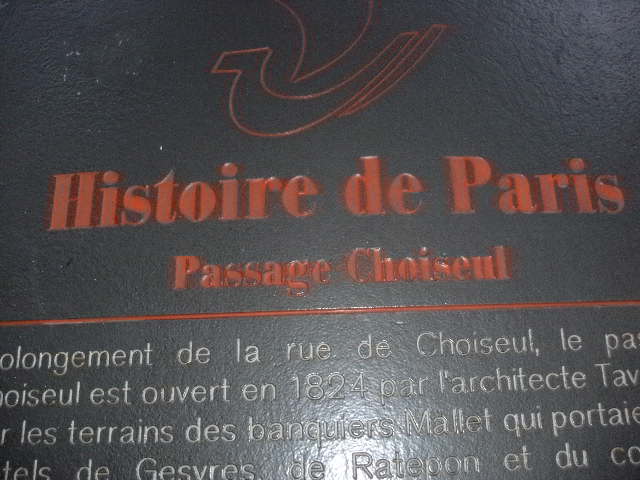 Histoire de Paris
Passage Choiseul
olongement de la rue de Choiseul, le pas
hoiseul est ouvert en 1824 par l'architecte Tav
r les terrains des banquiers Mallet qui portaie
tels de Gesvres, de Ratepon et du co